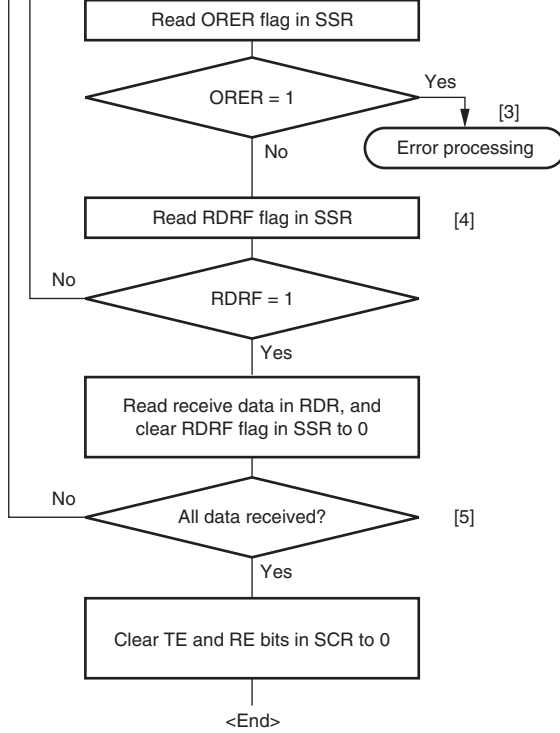 Read ORER flag in SSR
Yes
ORER = 1
[3]
Error processing
No
Read RDRF flag in SSR
[4]
No
RDRF = 1
Yes
Read receive data in RDR, and
clear RDRF flag in SSR to 0
No
All data received?
[5]
Yes
Clear TE and RE bits in SCR to 0
<End>